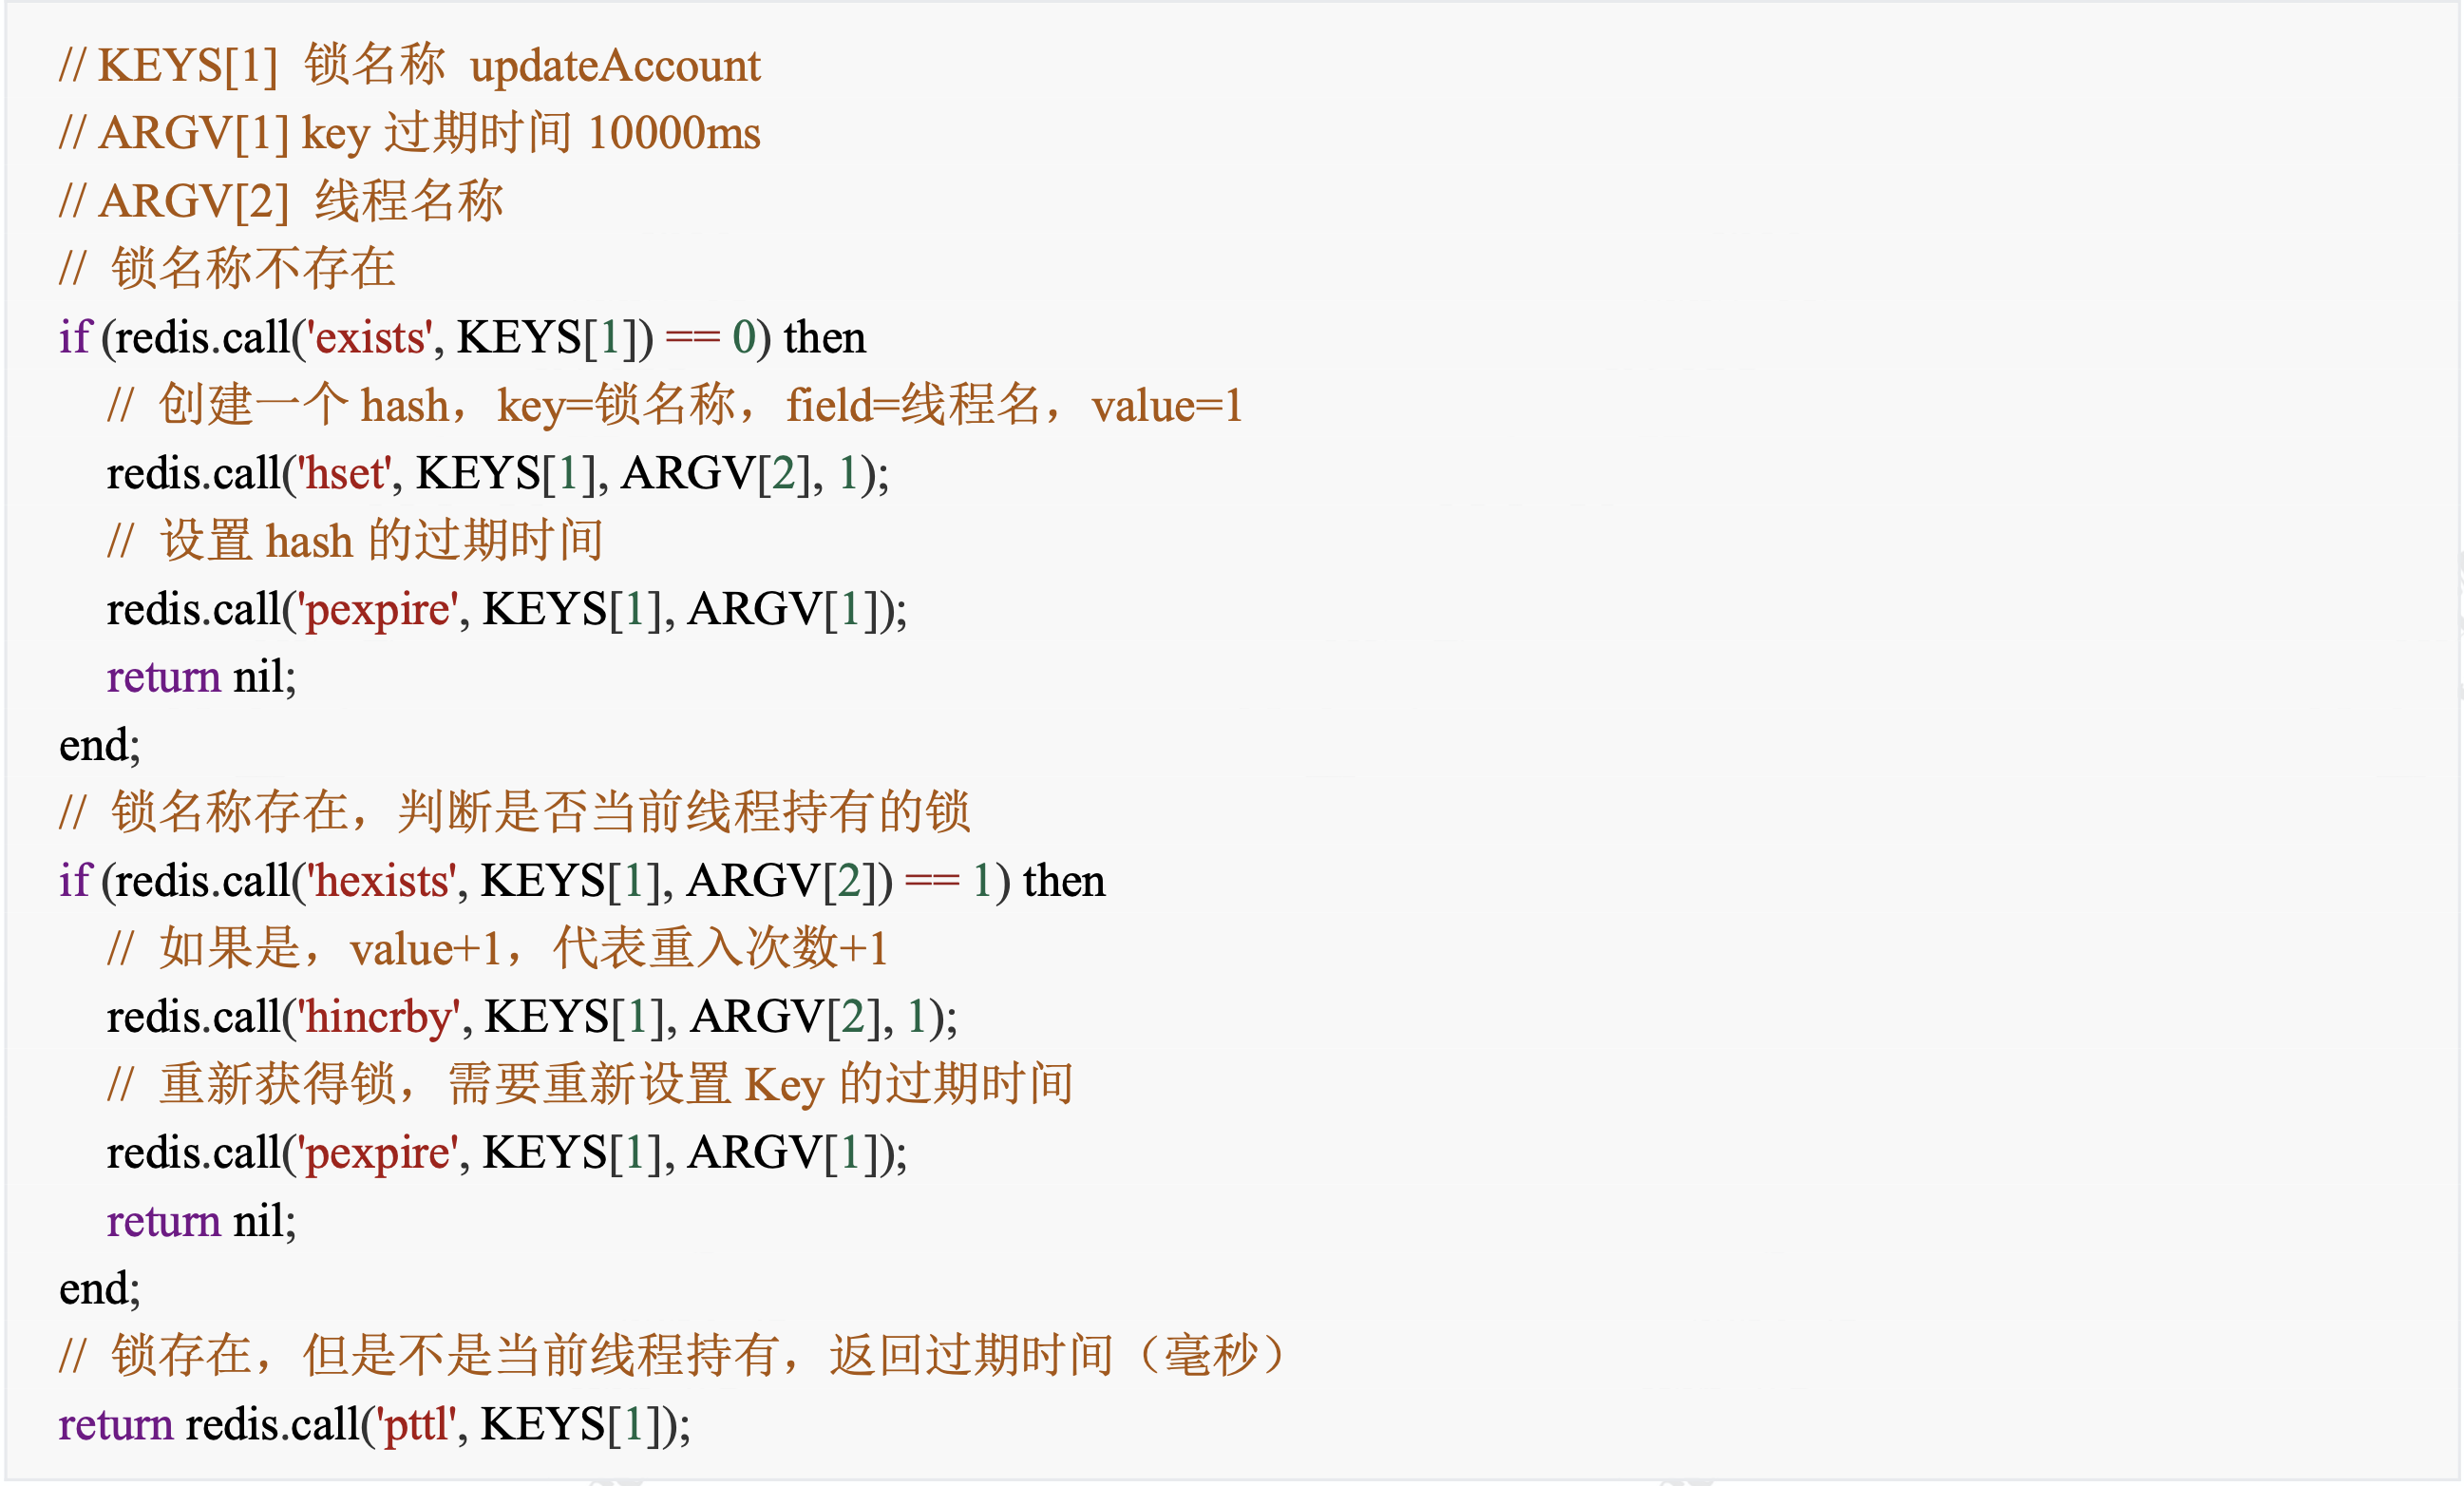 // KEYS[1] 锁名称 updateAccount
// ARGV[1] key 过期时间 10000ms
// ARGV[2] 线程名称
// 锁名称不存在
if (redis.call('exists', KEYS[1]) == 0) then
// 创建一个 hash，key=锁名称，field=线程名，value=1
redis.call('hset', KEYS[1], ARGV[2], 1);
// 设置 hash 的过期时间
redis.call('pexpire', KEYS[1], ARGV[1]);
return nil;
end;
// 锁名称存在，判断是否当前线程持有的锁
if (redis.call('hexists', KEYS[1], ARGV[2]) == 1) then
// 如果是，value+1，代表重入次数+1
redis.call('hincrby', KEYS[1], ARGV[2], 1);
// 重新获得锁，需要重新设置 Key 的过期时间
redis.call('pexpire', KEYS[1], ARGV[1]);
return nil;
end;
// 锁存在，但是不是当前线程持有，返回过期时间（毫秒）
return redis.call('pttl', KEYS[1]);